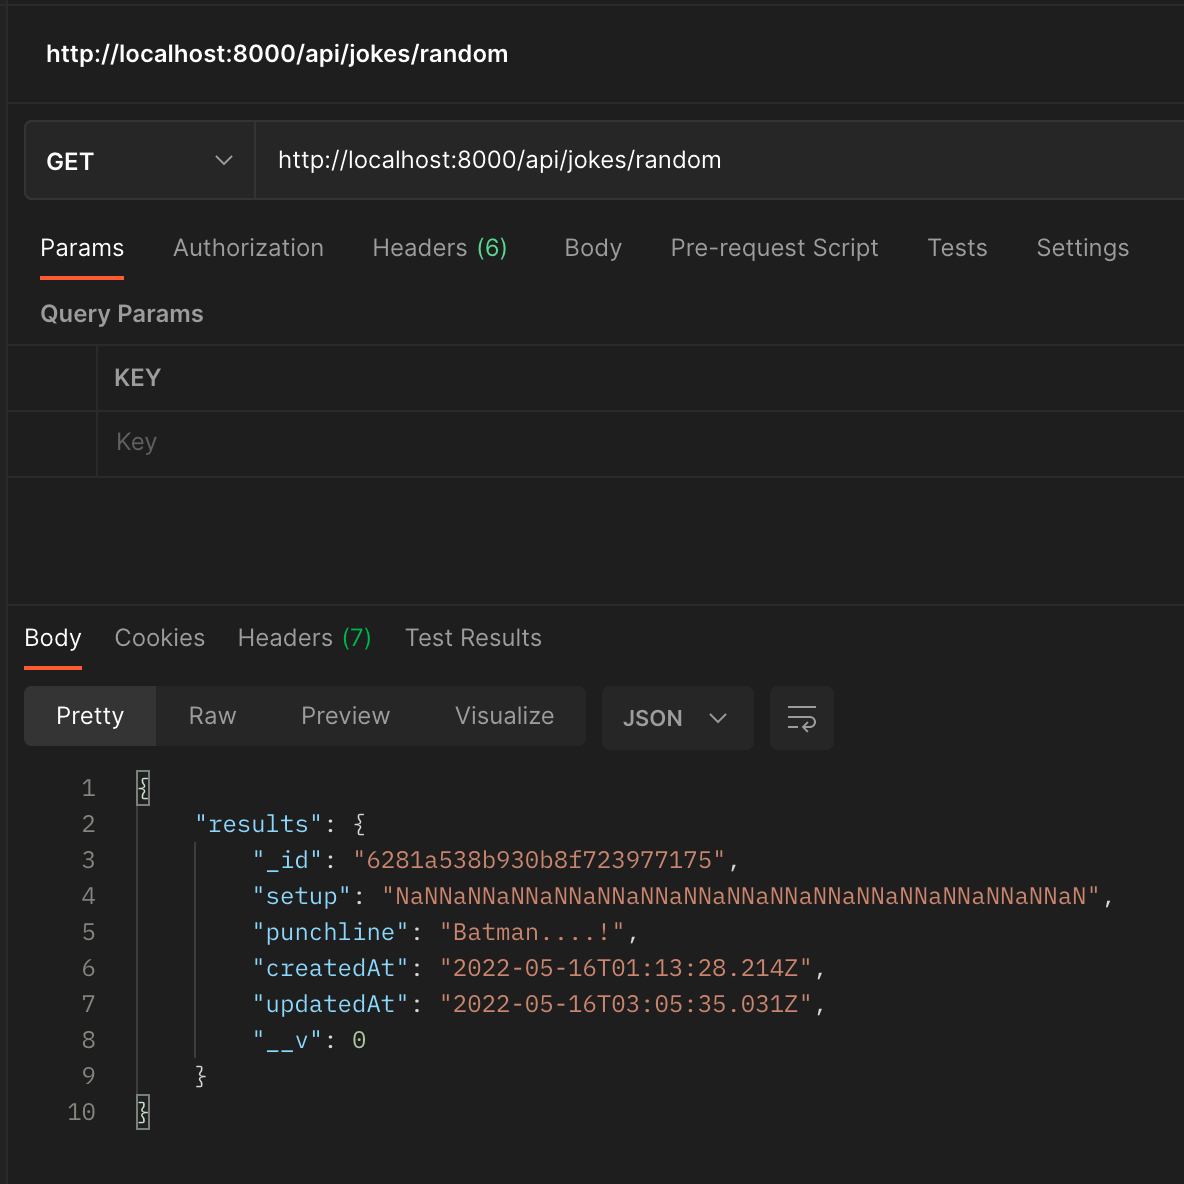 http://localhost:8000/api/jokes/random
GET http://localhost:8000/api/jokes/random
Params Authorization Headers (6) Body Pre-request Script Tests Settings
Query Params
KEY
Key
Body Cookies Headers (7) Test Results
Pretty Raw Preview Visualize JSON
1 {
2 "results": {
3 "_id": "6281a538b930b8f723977175",
4 "setup": "NaNNaNNaNNaNNaNNaNNaNNaNNaNNaNNaNNaNNaNNaNNaNNaN",
5 "punchline": "Batman....!",
6 "createdAt": "2022-05-16T01:13:28.214Z",
7 "updatedAt": "2022-05-16T03:05:35.031Z",
8 "__v": 0
9 }
10 }